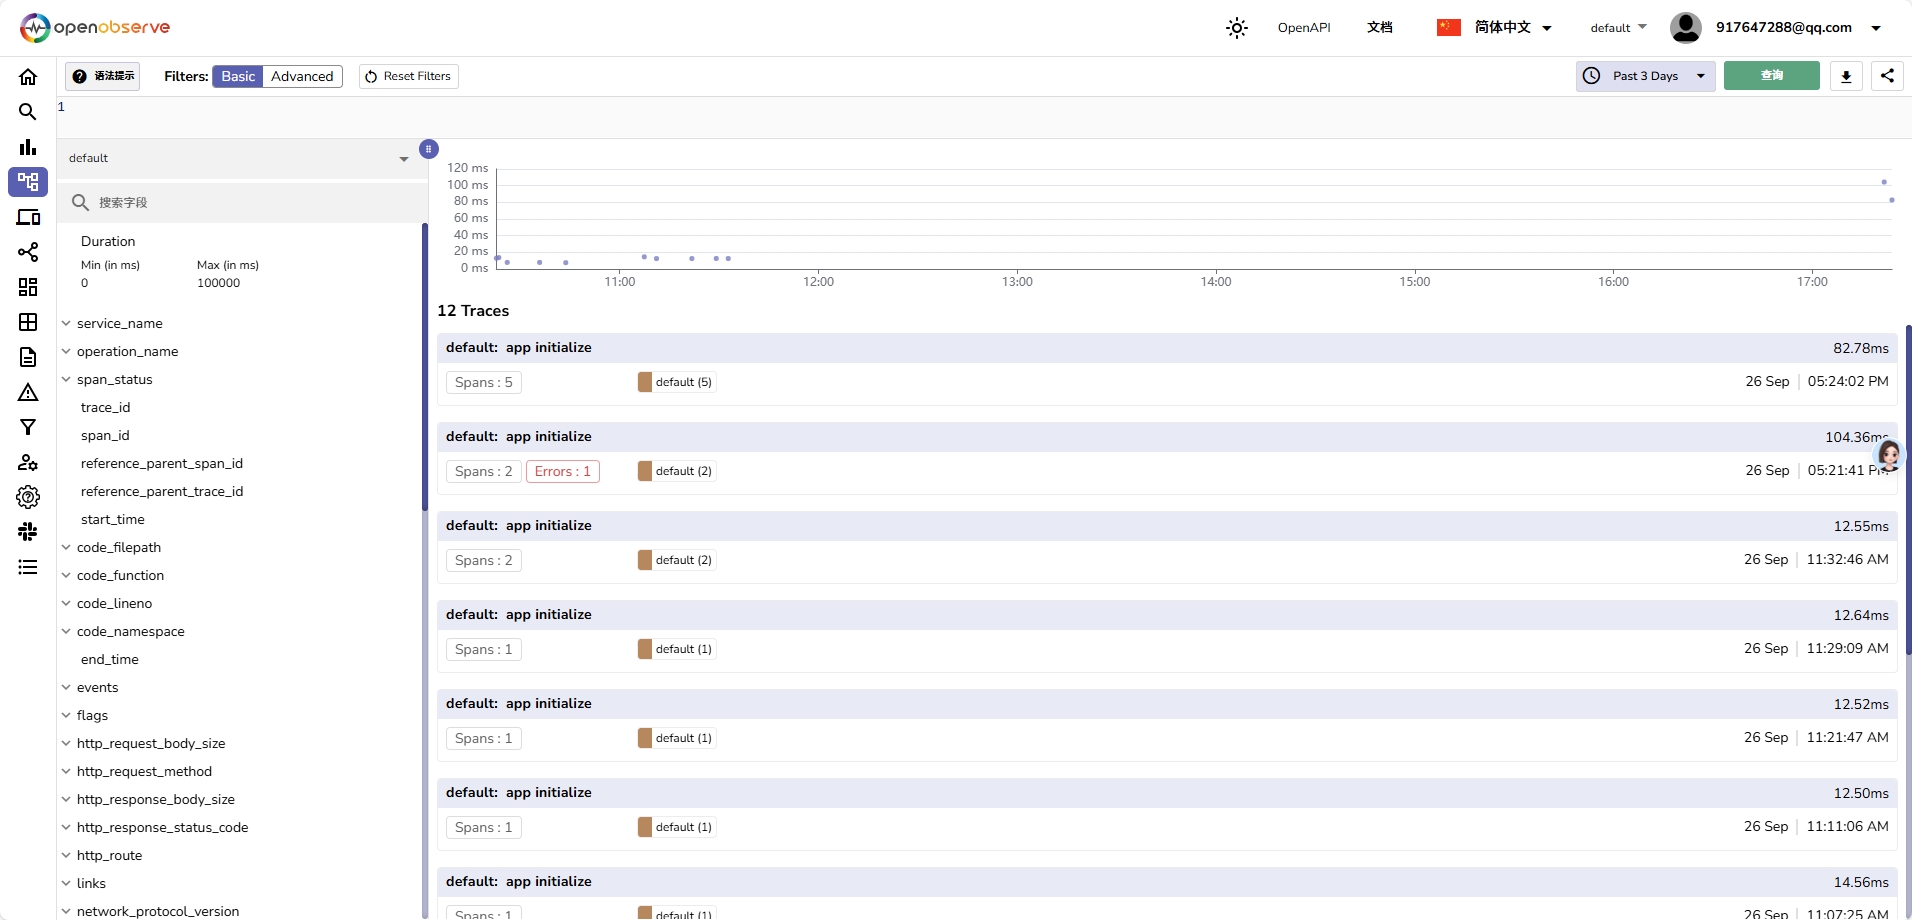 openobserve
OpenAPI
文档
简体中文
default
917647288@qq.com
语法提示
Filters:
Basic
Advanced
Reset Filters
Past 3 Days
查询
1
default
搜索字段
Duration
Min (in ms)
Max (in ms)
0
100000
service_name
operation_name
span_status
trace_id
span_id
reference_parent_span_id
reference_parent_trace_id
start_time
code_filepath
code_function
code_lineno
code_namespace
end_time
events
flags
http_request_body_size
http_request_method
http_response_body_size
http_response_status_code
http_route
links
network_protocol_version
120 ms
100 ms
80 ms
60 ms
40 ms
20 ms
0 ms
11:00
12:00
13:00
14:00
15:00
16:00
17:00
12 Traces
default: app initialize
82.78ms
Spans : 5
default (5)
26 Sep
05:24:02 PM
default: app initialize
104.36ms
Spans : 2
Errors : 1
default (2)
26 Sep
05:21:41 PM
default: app initialize
12.55ms
Spans : 2
default (2)
26 Sep
11:32:46 AM
default: app initialize
12.64ms
Spans : 1
default (1)
26 Sep
11:29:09 AM
default: app initialize
12.52ms
Spans : 1
default (1)
26 Sep
11:21:47 AM
default: app initialize
12.50ms
Spans : 1
default (1)
26 Sep
11:11:06 AM
default: app initialize
14.56ms
Spans : 1
default (1)
26 Sep
11:07:25 AM